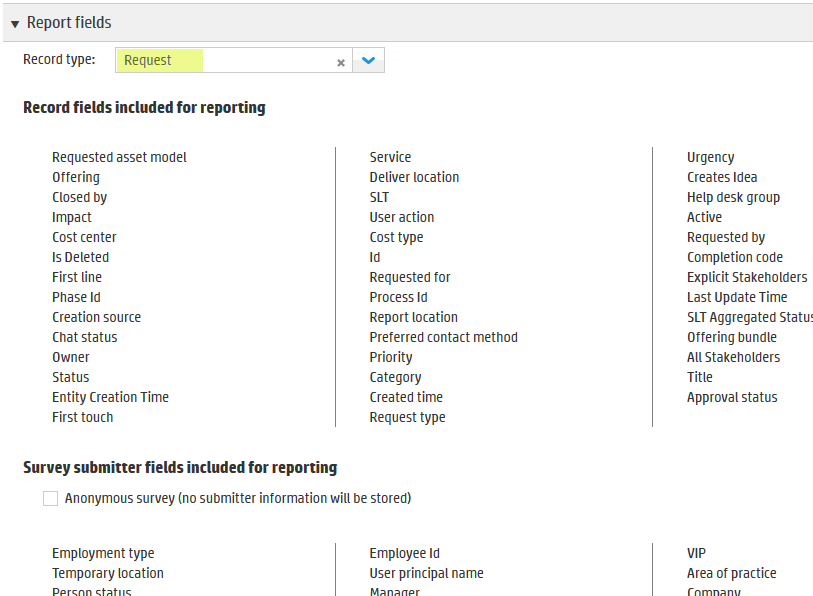 Report fields
Record type: Request
Record fields included for reporting
Requested asset model
Offering
Closed by
Impact
Cost center
Is Deleted
First line
Phase Id
Creation source
Chat status
Owner
Status
Entity Creation Time
First touch
Service
Deliver location
SLT
User action
Cost type
Id
Requested for
Process Id
Report location
Preferred contact method
Priority
Category
Created time
Request type
Urgency
Creates Idea
Help desk group
Active
Requested by
Completion code
Explicit Stakeholders
Last Update Time
SLT Aggregated Status
Offering bundle
All Stakeholders
Title
Approval status
Survey submitter fields included for reporting
Anonymous survey (no submitter information will be stored)
Employment type
Temporary location
Person status
Employee Id
User principal name
Manager
VIP
Area of practice
Company